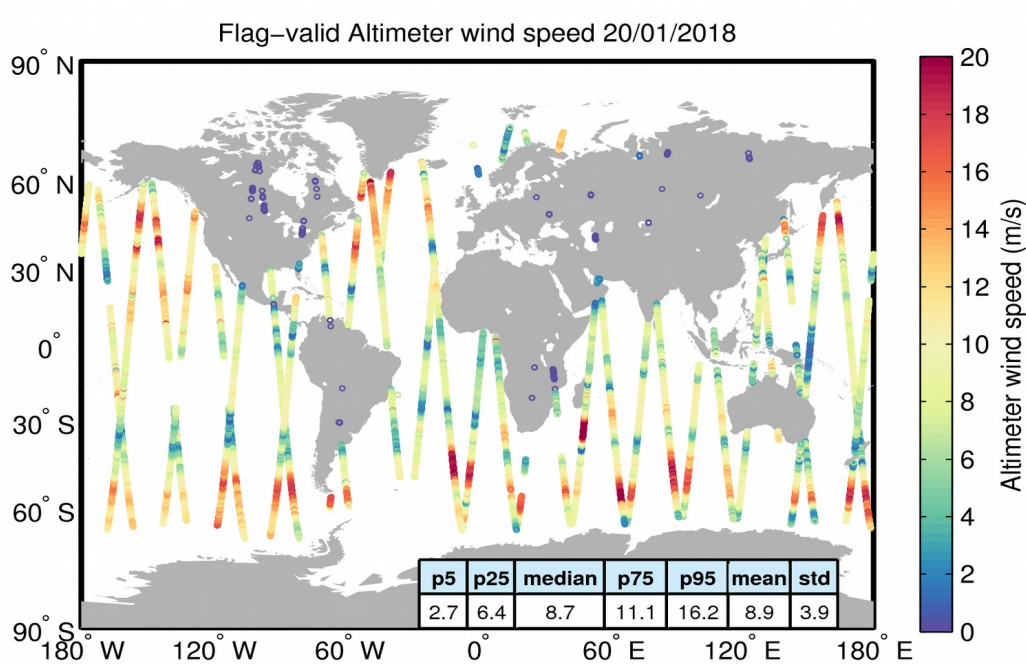 Flag−valid Altimeter wind speed 20/01/2018
90° N
60° N
30° N
0°
30° S
60° S
90° S
180° W
120° W
60° W
0°
60° E
120° E
180° E
p5 p25 median p75 p95 mean std
2.7 6.4 8.7 11.1 16.2 8.9 3.9
20
18
16
14
12
10
8
6
4
2
0
Altimeter wind speed (m/s)